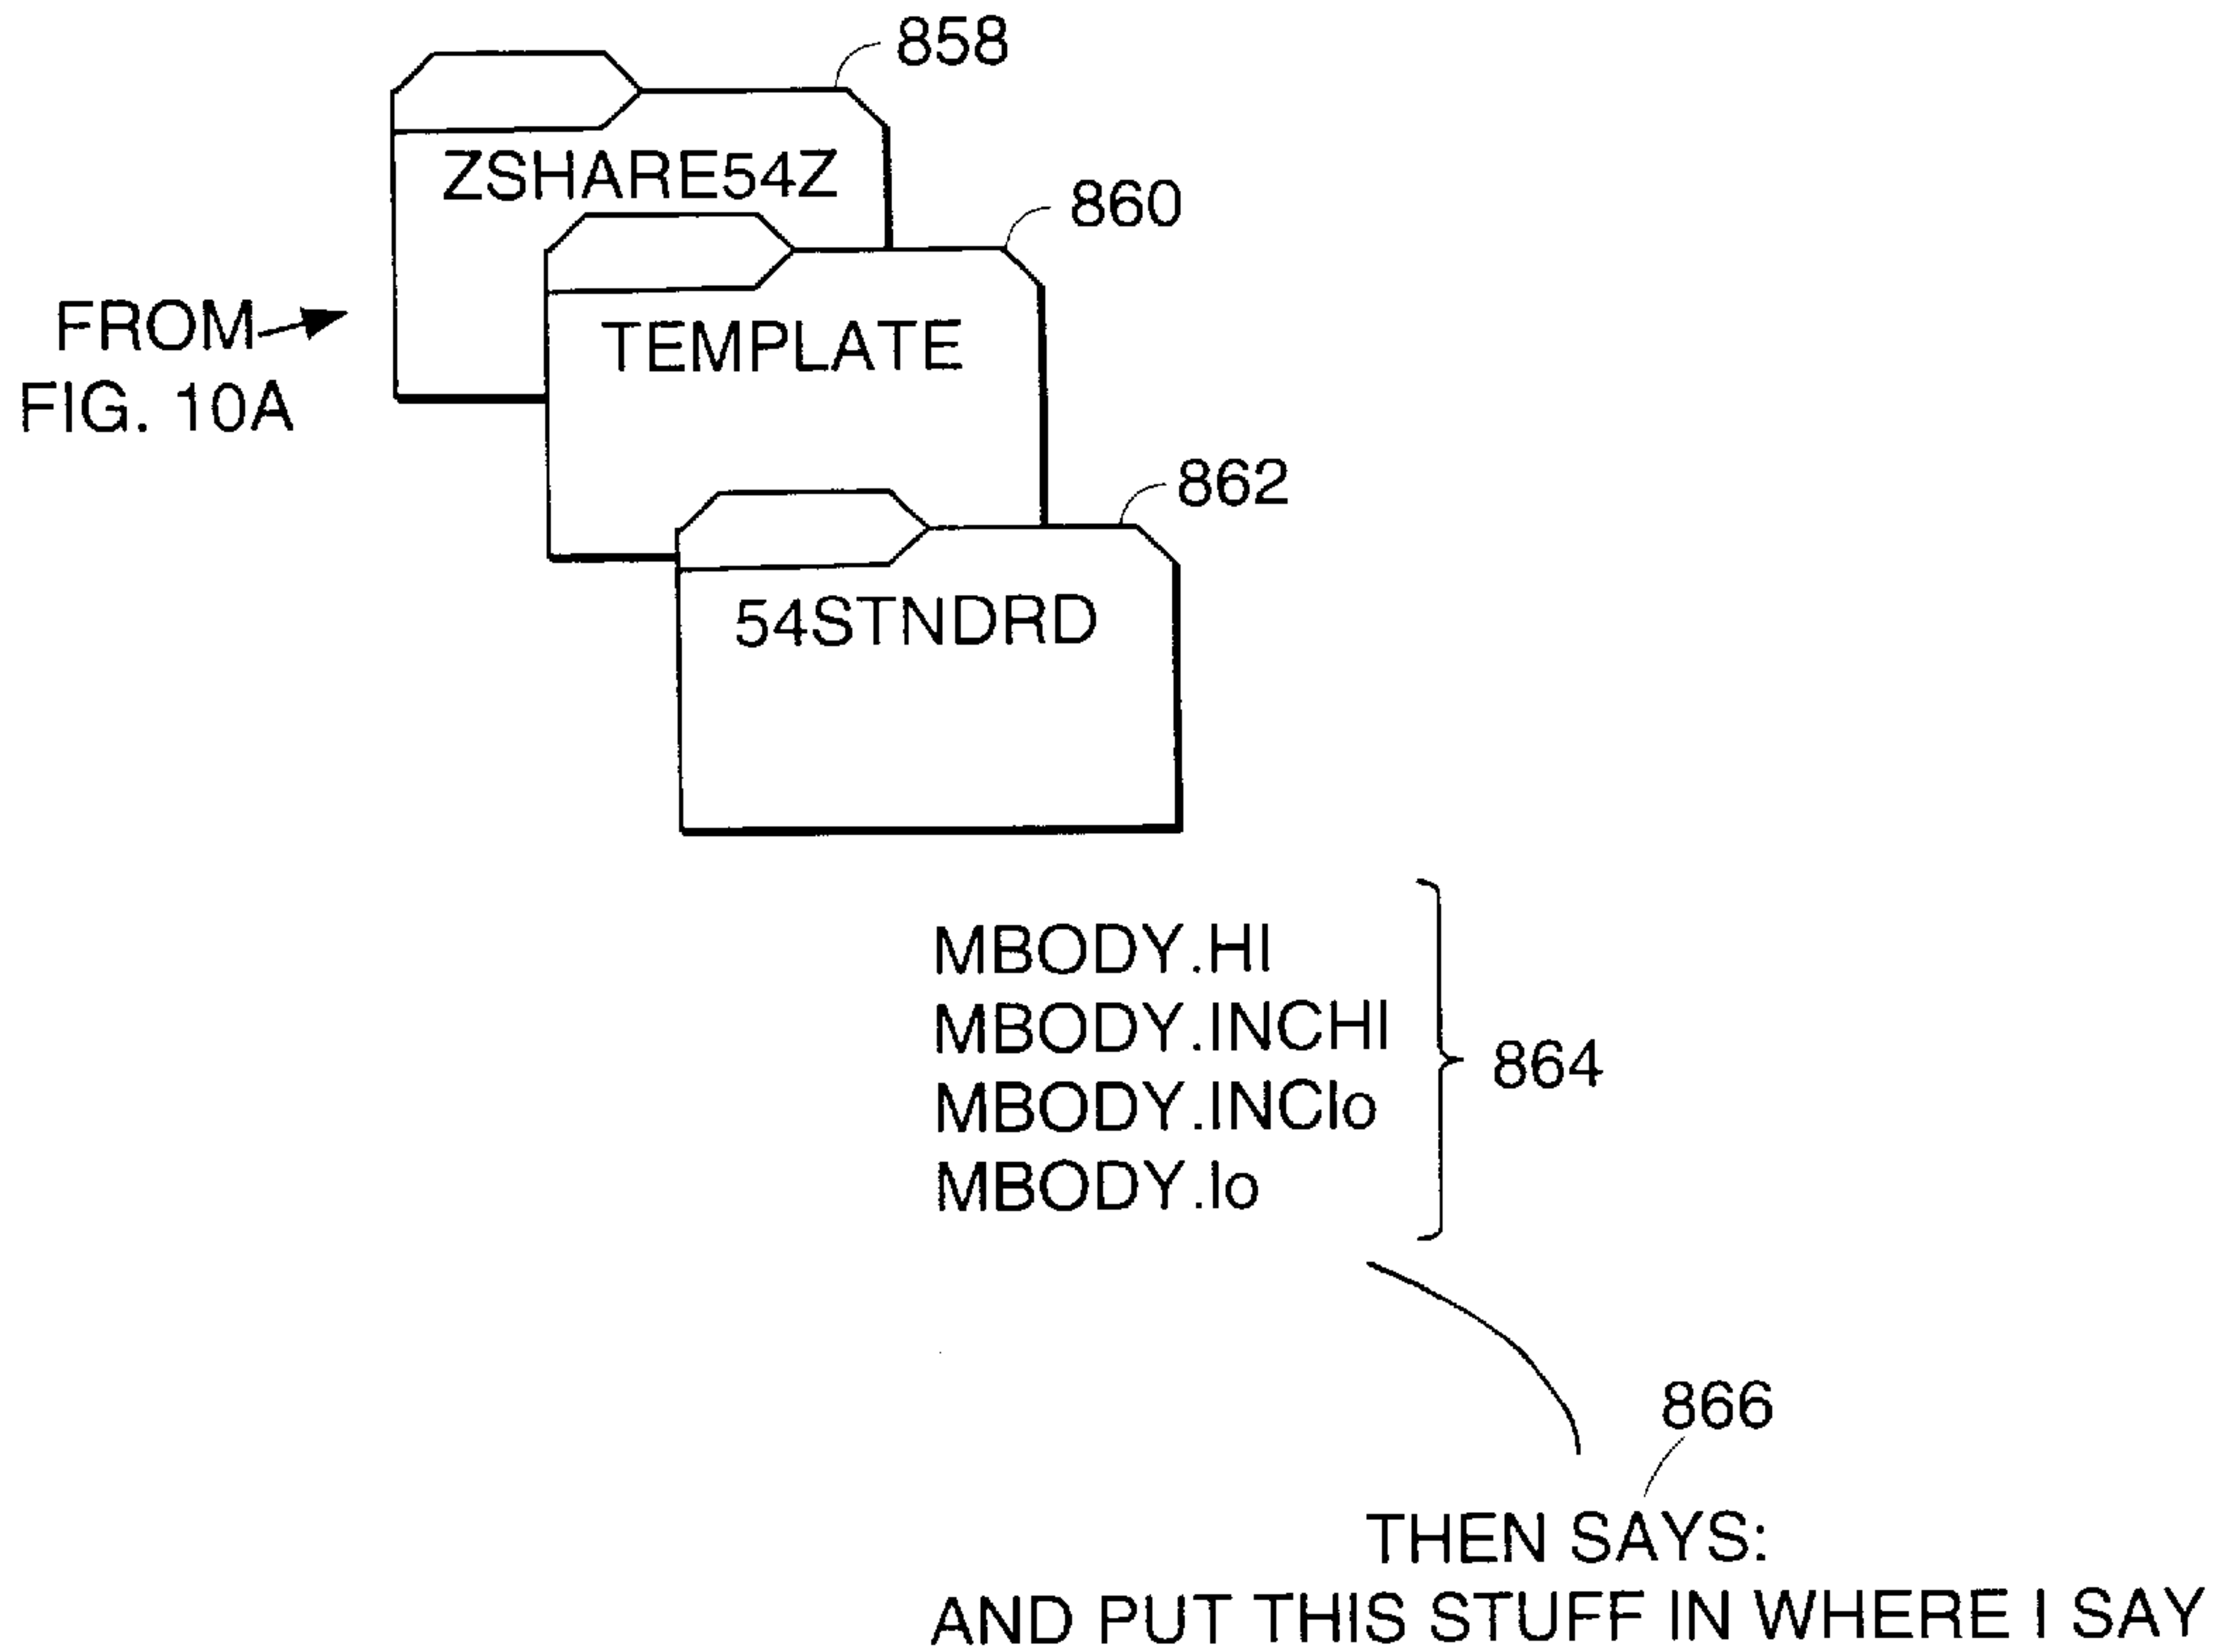 858
ZSHARE54Z
860
FROM
FIG. 10A
TEMPLATE
862
54STNDRD
MBODY.HI
MBODY.INCHI
MBODY.INClo
MBODY.lo
864
866
THEN SAYS:
AND PUT THIS STUFF IN WHERE I SAY